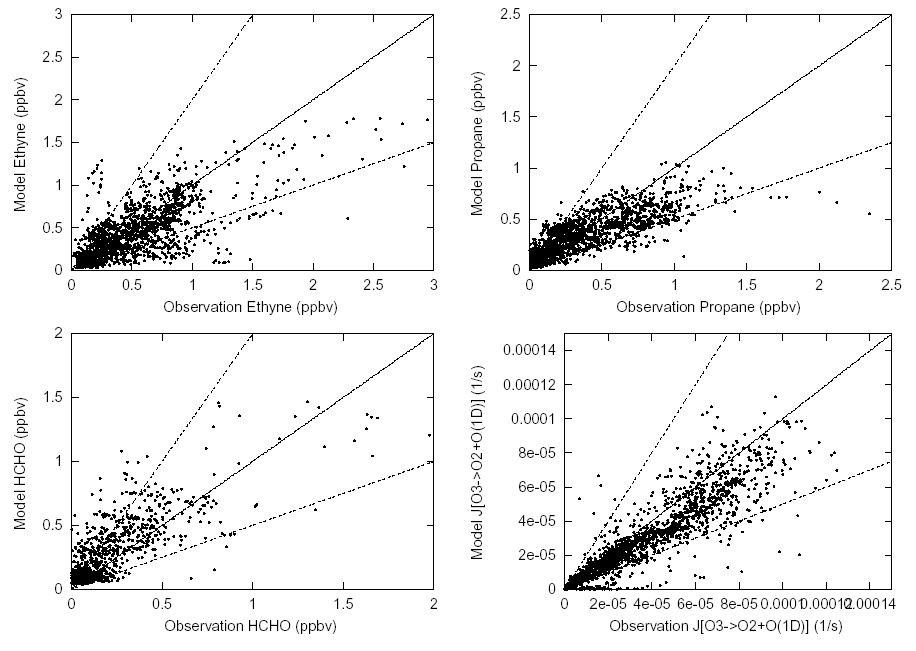 3
2.5
2
1.5
1
0.5
0
0 0.5 1 1.5 2 2.5 3
Model Ethyne (ppbv)
Observation Ethyne (ppbv)
2.5
2
1.5
1
0.5
0
0 0.5 1 1.5 2 2.5
Model Propane (ppbv)
Observation Propane (ppbv)
2
1.5
1
0.5
0
0 0.5 1 1.5 2
Model HCHO (ppbv)
Observation HCHO (ppbv)
0.00014
0.00012
0.0001
8e-05
6e-05
4e-05
2e-05
0
0 2e-05 4e-05 6e-05 8e-05 0.0001 0.00012 0.00014
Model J[O3->O2+O(1D)] (1/s)
Observation J[O3->O2+O(1D)] (1/s)